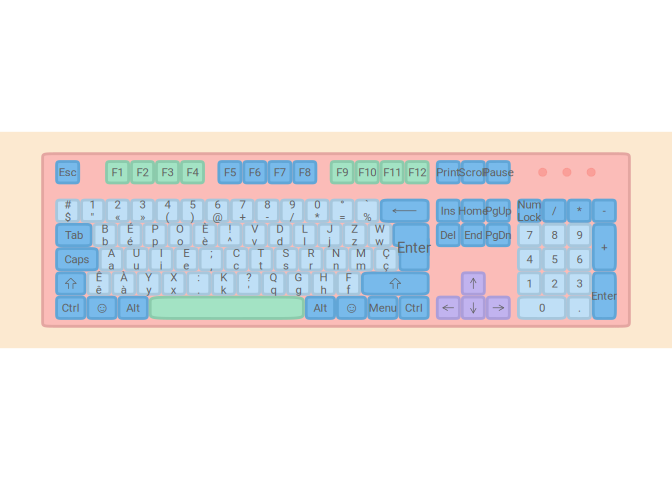 Esc F1 F2 F3 F4 F5 F6 F7 F8 F9 F10 F11 F12 Print Scroll Pause
# 1 2 3 4 5 6 7 8 9 0 ° Ins Home PgUp Num / * -
$ " « » ( ) @ + - / * = % Lock
Tab B É P O È ! V D L J Z W Enter Del End PgDn 7 8 9 +
b é p o è ^ v d l j z w
Caps A U I E ; C T S R N M Ç 4 5 6
a u i e , c t s r n m ç
Ê À Y X : K ? Q G H F 1 2 3 Enter
ê à y x . k ' q g h f
Ctrl Alt Alt Menu Ctrl 0 .